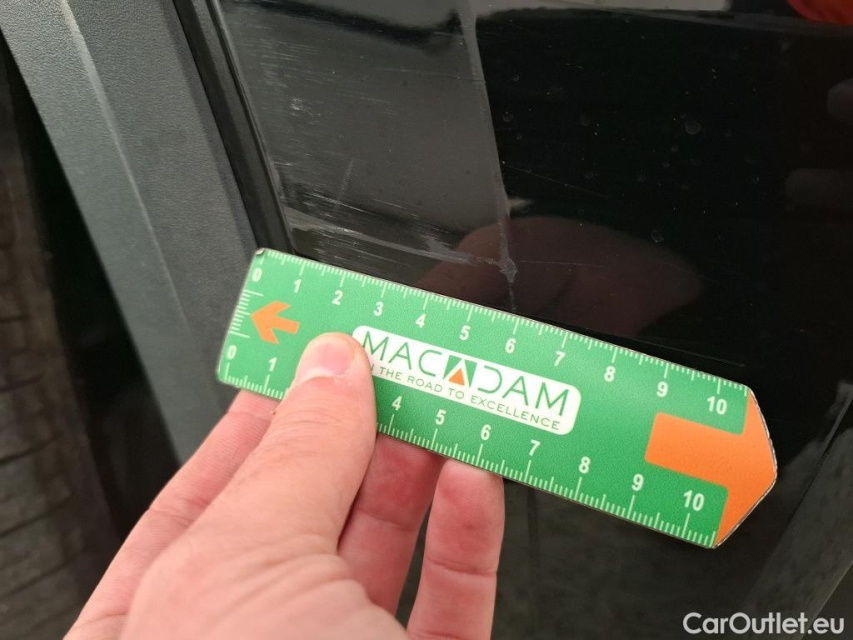 0 1 2 3 4 5 6 7 8 9 10
MACADAM
THE ROAD TO EXCELLENCE
0 1 4 5 6 7 8 9 10
CarOutlet.eu